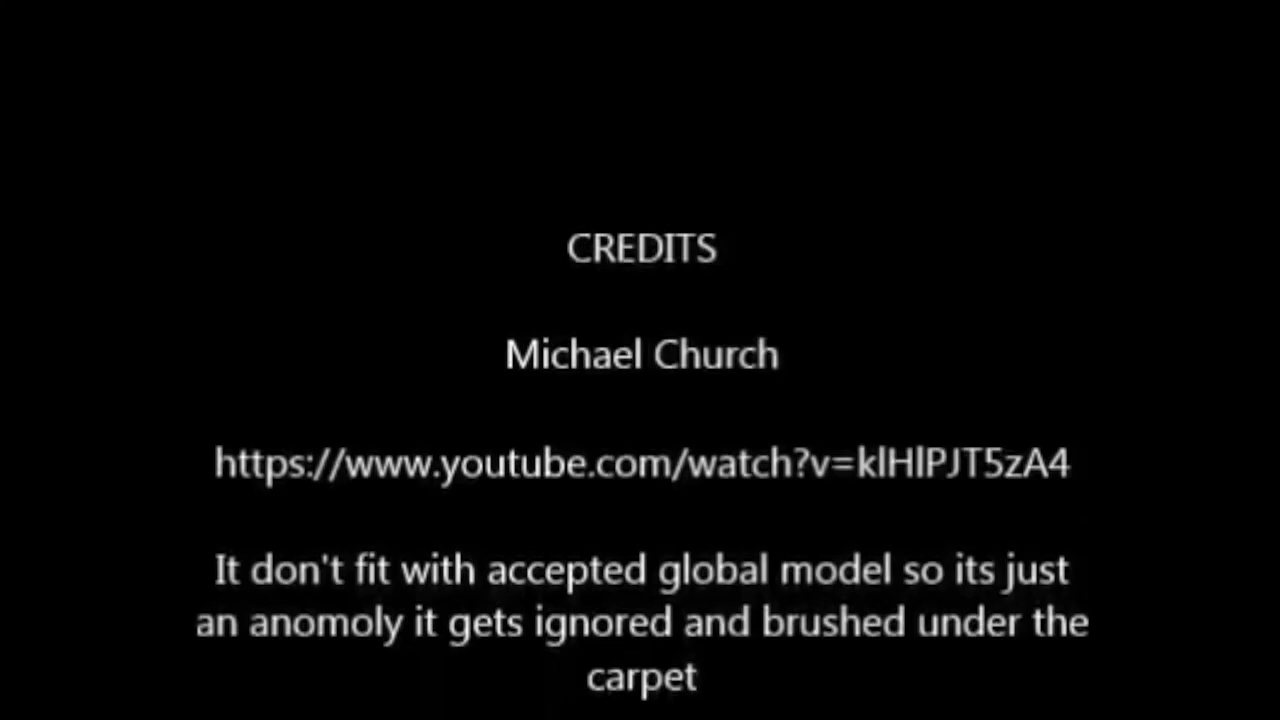 CREDITS
Michael Church
https://www.youtube.com/watch?v=klHlPJT5zA4
It don't fit with accepted global model so its just
an anomoly it gets ignored and brushed under the
carpet